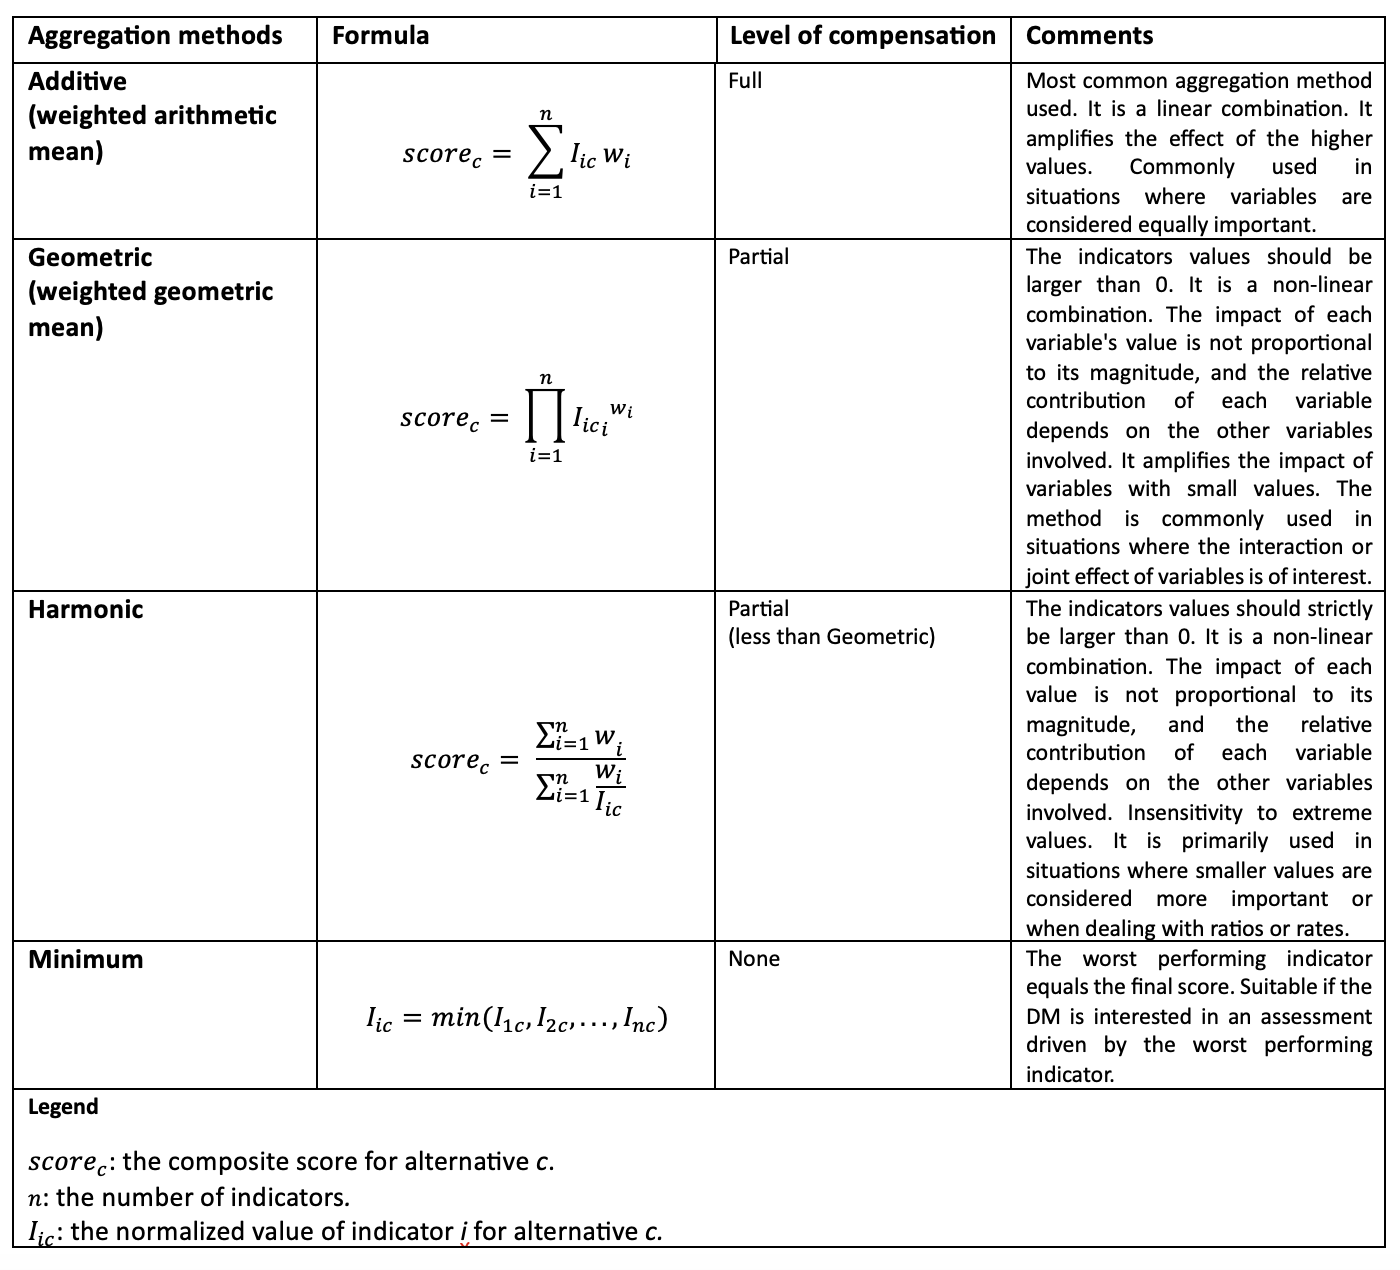 Aggregation methods Formula Level of compensation Comments
Additive
(weighted arithmetic
mean)
score_c = ∑_{i=1}^{n} I_{ic} w_i
Full
Most common aggregation method
used. It is a linear combination. It
amplifies the effect of the higher
values. Commonly used in
situations where variables are
considered equally important.
Geometric
(weighted geometric
mean)
score_c = ∏_{i=1}^{n} I_{ic_i}^{w_i}
Partial
The indicators values should be
larger than 0. It is a non-linear
combination. The impact of each
variable's value is not proportional
to its magnitude, and the relative
contribution of each variable
depends on the other variables
involved. It amplifies the impact of
variables with small values. The
method is commonly used in
situations where the interaction or
joint effect of variables is of interest.
Harmonic
score_c = \frac{∑_{i=1}^{n} w_i}{∑_{i=1}^{n} \frac{w_i}{I_{ic}}}
Partial
(less than Geometric)
The indicators values should strictly
be larger than 0. It is a non-linear
combination. The impact of each
value is not proportional to its
magnitude, and the relative
contribution of each variable
depends on the other variables
involved. Insensitivity to extreme
values. It is primarily used in
situations where smaller values are
considered more important or
when dealing with ratios or rates.
Minimum
I_{ic} = min(I_{1c}, I_{2c}, . . . , I_{nc})
None
The worst performing indicator
equals the final score. Suitable if the
DM is interested in an assessment
driven by the worst performing
indicator.
Legend
score_c: the composite score for alternative c.
n: the number of indicators.
I_{ic}: the normalized value of indicator i for alternative c.